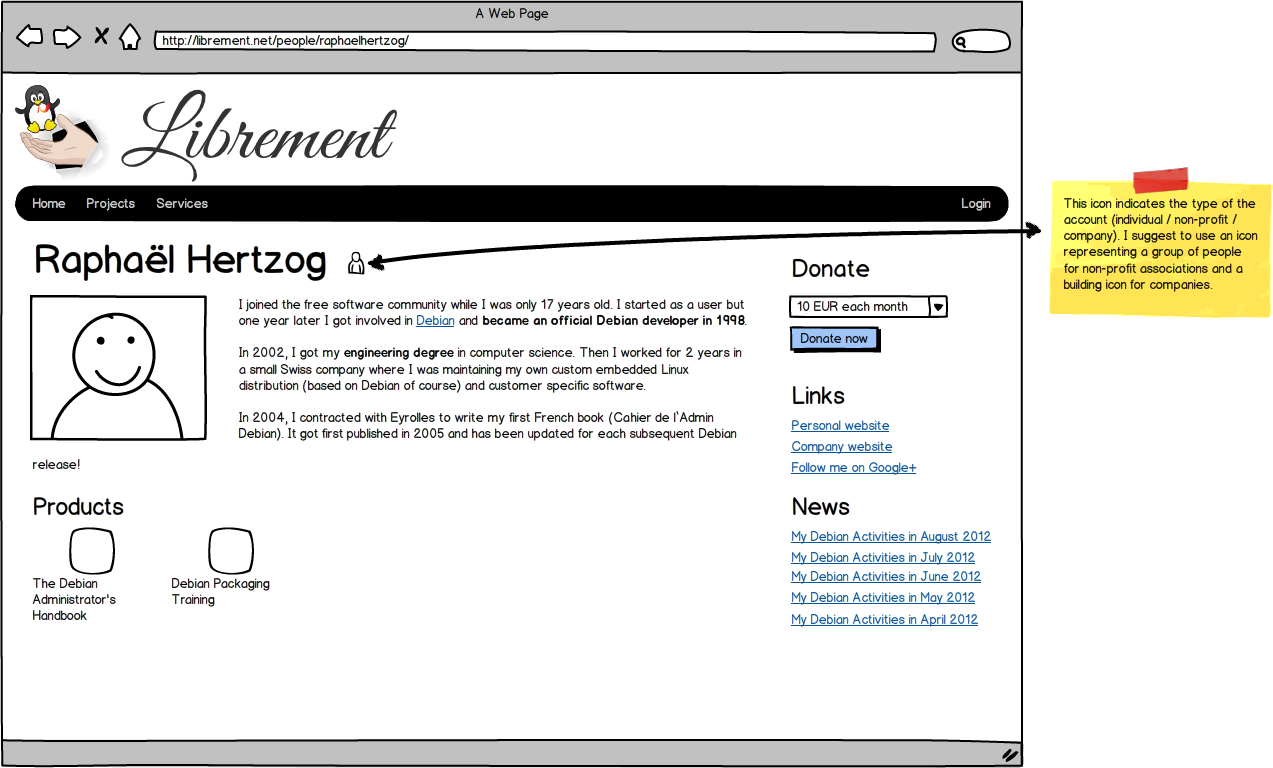 A Web Page
http://librement.net/people/raphaelhertzog/
Librement
Home Projects Services Login
Raphaël Hertzog
I joined the free software community while I was only 17 years old. I started as a user but
one year later I got involved in Debian and became an official Debian developer in 1998.
In 2002, I got my engineering degree in computer science. Then I worked for 2 years in
a small Swiss company where I was maintaining my own custom embedded Linux
distribution (based on Debian of course) and customer specific software.
In 2004, I contracted with Eyrolles to write my first French book (Cahier de l'Admin
Debian). It got first published in 2005 and has been updated for each subsequent Debian
release!
Products
The Debian
Administrator's
Handbook
Debian Packaging
Training
Donate
10 EUR each month
Donate now
Links
Personal website
Company website
Follow me on Google+
News
My Debian Activities in August 2012
My Debian Activities in July 2012
My Debian Activities in June 2012
My Debian Activities in May 2012
My Debian Activities in April 2012
This icon indicates the type of the
account (individual / non-profit /
company). I suggest to use an icon
representing a group of people
for non-profit associations and a
building icon for companies.